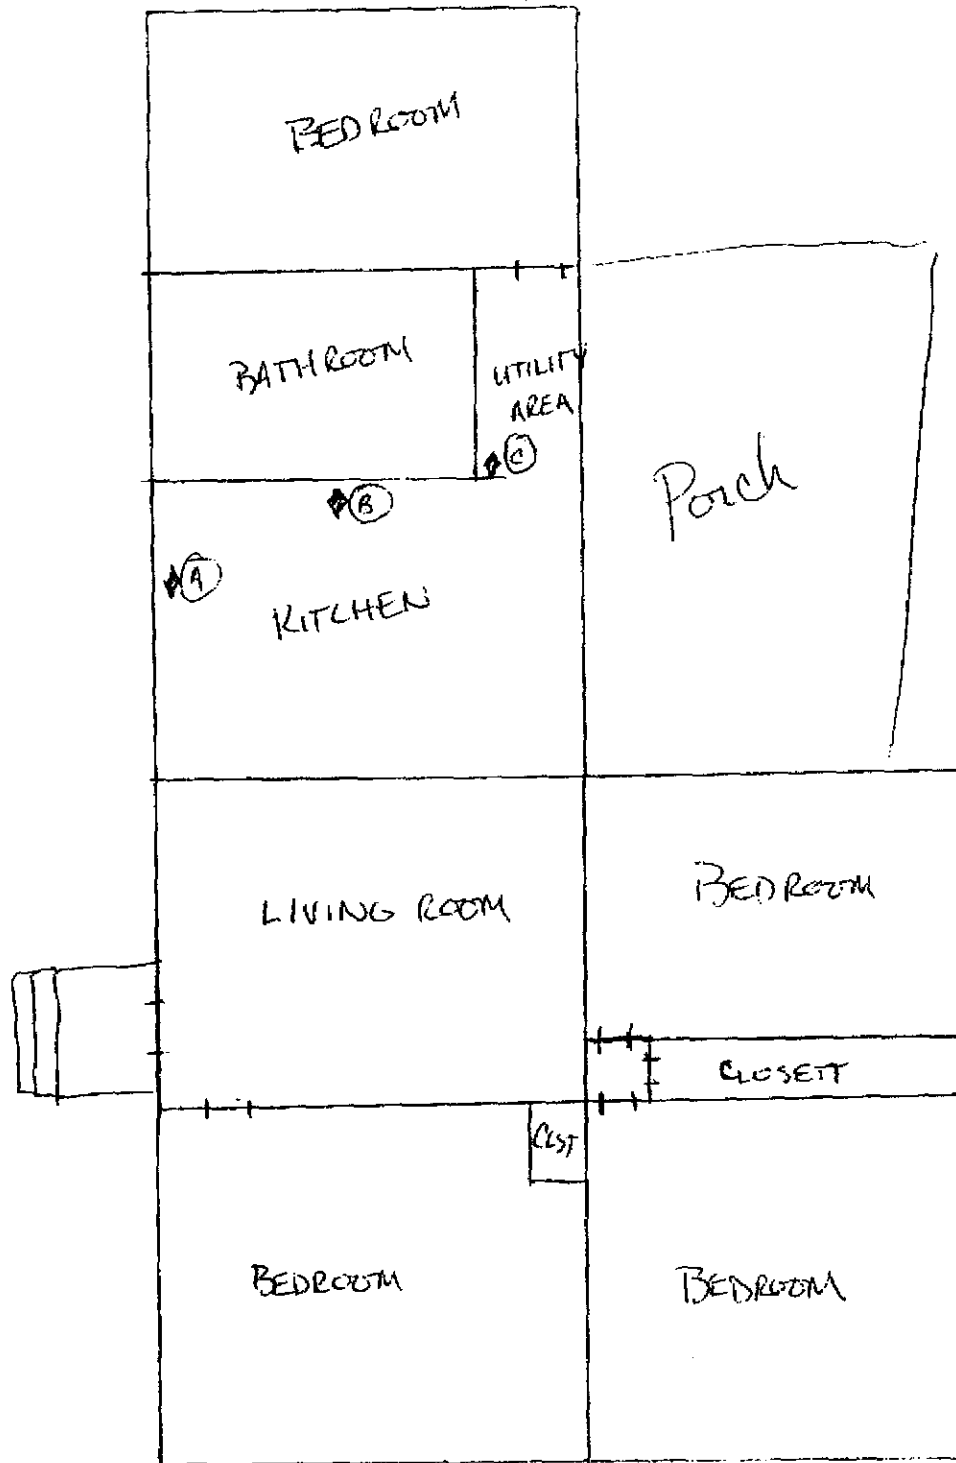 BEDROOM
BATHROOM
UTILITY
AREA
C
B
Porch
A
KITCHEN
LIVING ROOM
BEDROOM
CLOSETT
CLST
BEDROOM
BEDROOM